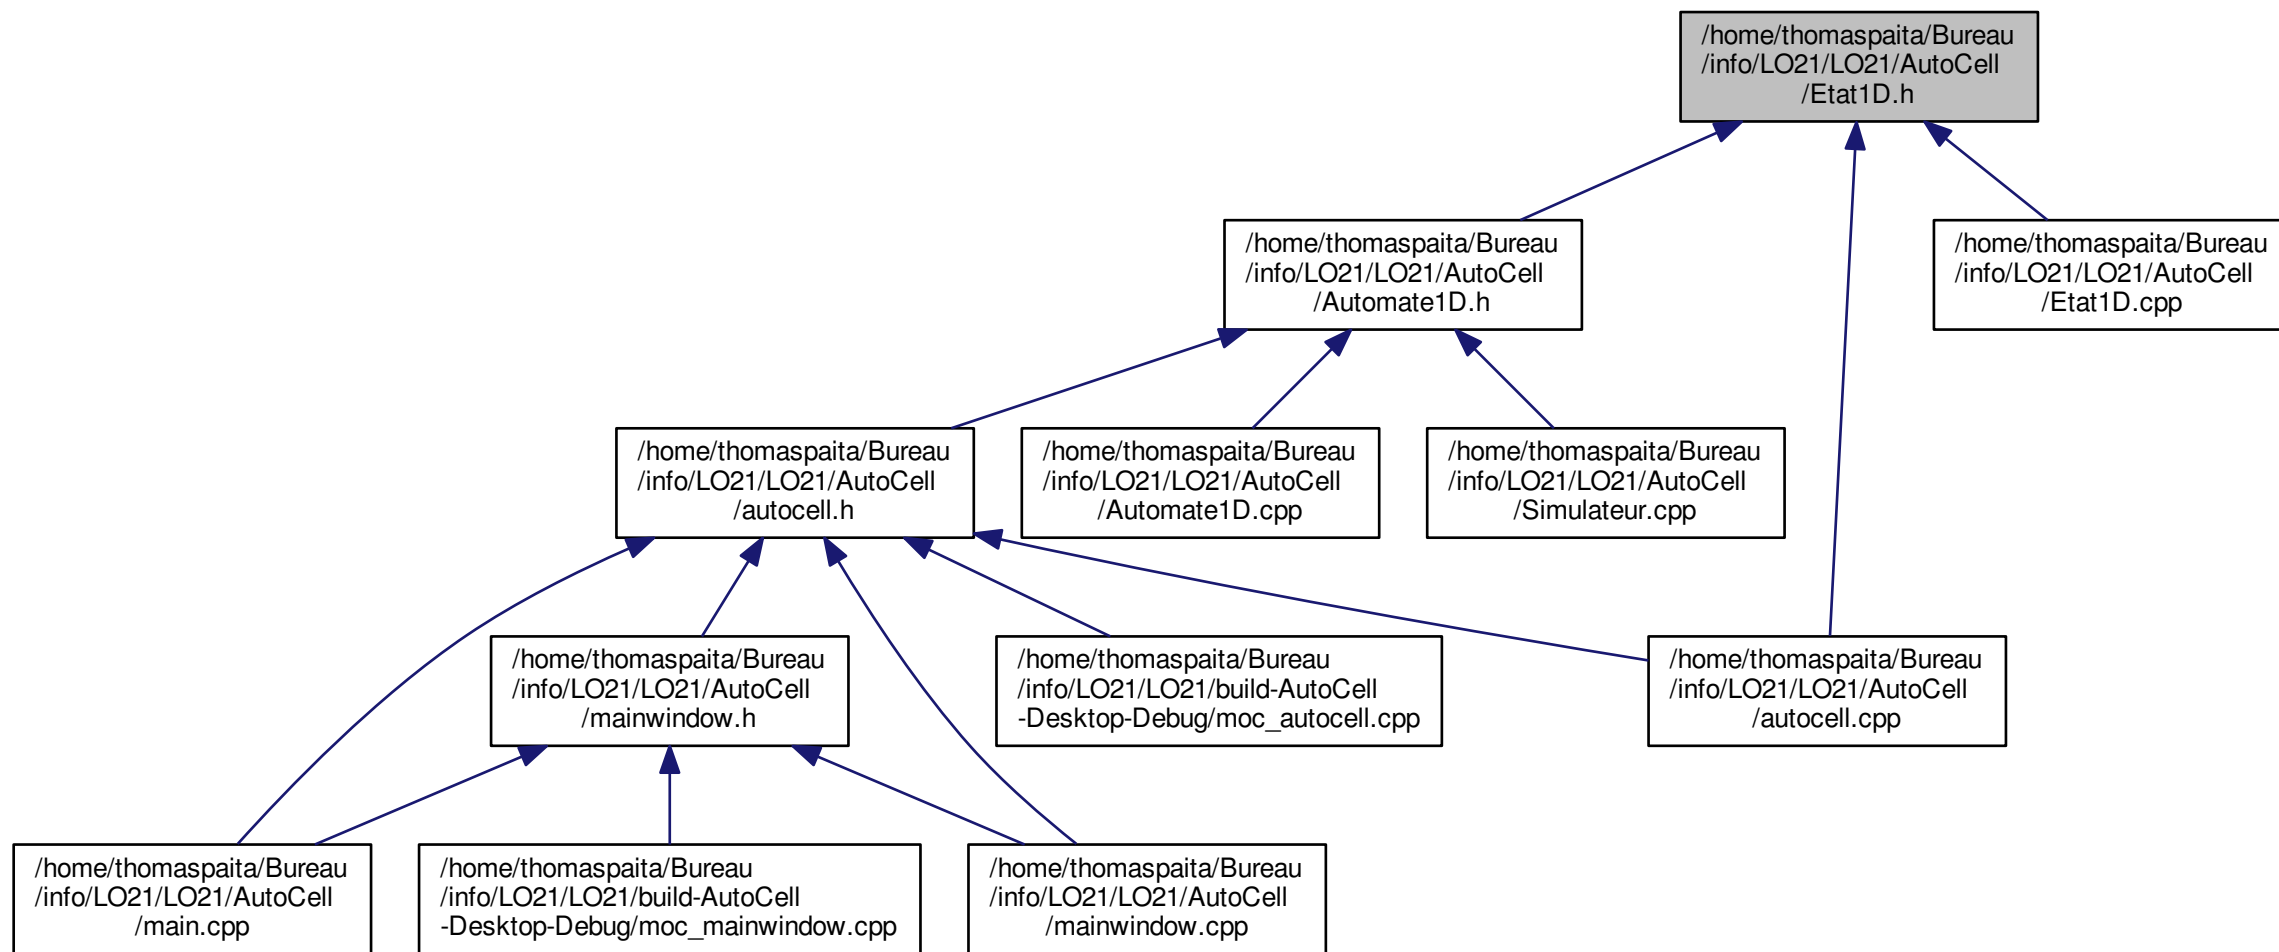 /home/thomaspaita/Bureau
/info/LO21/LO21/AutoCell
/Etat1D.h
/home/thomaspaita/Bureau
/info/LO21/LO21/AutoCell
/Automate1D.h
/home/thomaspaita/Bureau
/info/LO21/LO21/AutoCell
/Etat1D.cpp
/home/thomaspaita/Bureau
/info/LO21/LO21/AutoCell
/autocell.h
/home/thomaspaita/Bureau
/info/LO21/LO21/AutoCell
/Automate1D.cpp
/home/thomaspaita/Bureau
/info/LO21/LO21/AutoCell
/Simulateur.cpp
/home/thomaspaita/Bureau
/info/LO21/LO21/AutoCell
/mainwindow.h
/home/thomaspaita/Bureau
/info/LO21/LO21/build-AutoCell
-Desktop-Debug/moc_autocell.cpp
/home/thomaspaita/Bureau
/info/LO21/LO21/AutoCell
/autocell.cpp
/home/thomaspaita/Bureau
/info/LO21/LO21/AutoCell
/main.cpp
/home/thomaspaita/Bureau
/info/LO21/LO21/build-AutoCell
-Desktop-Debug/moc_mainwindow.cpp
/home/thomaspaita/Bureau
/info/LO21/LO21/AutoCell
/mainwindow.cpp